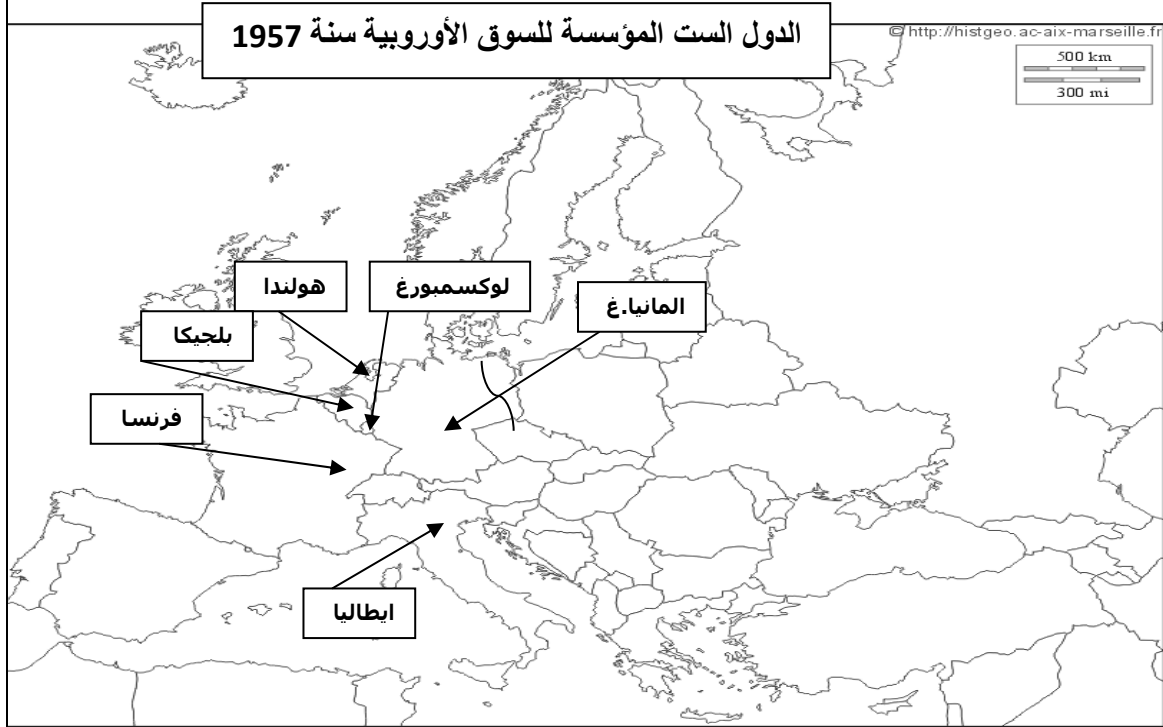 الدول الست المؤسسة للسوق الأوروبية سنة 1957
© http://histgeo.ac-aix-marseille.fr
500 km
300 mi
هولندا
لوكسمبورغ
المانيا.غ
بلجيكا
فرنسا
ايطاليا